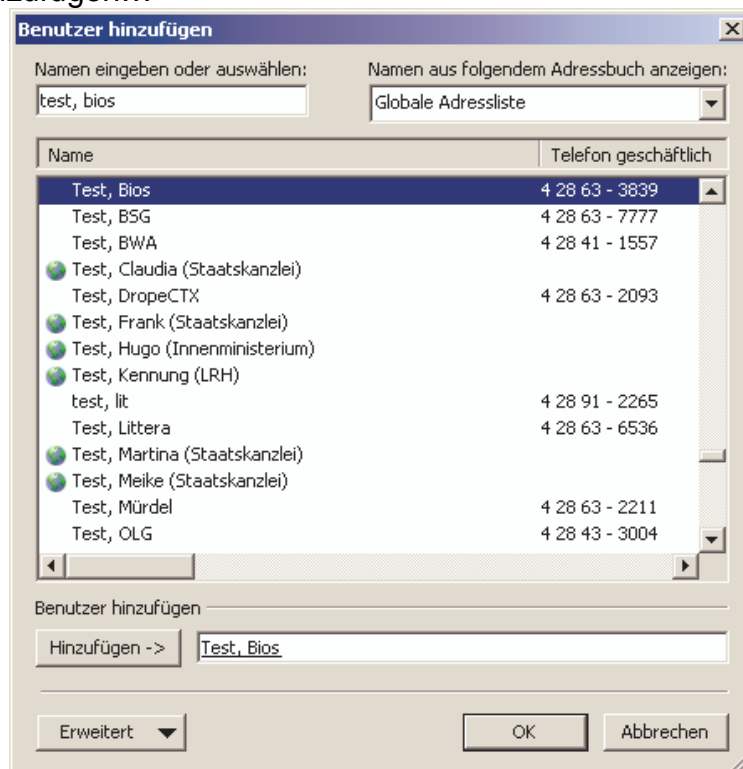 Benutzer hinzufügen
Namen eingeben oder auswählen: Namen aus folgendem Adressbuch anzeigen:
test, bios Globale Adressliste
Name Telefon geschäftlich
Test, Bios 4 28 63 - 3839
Test, BSG 4 28 63 - 7777
Test, BWA 4 28 41 - 1557
Test, Claudia (Staatskanzlei)
Test, DropeCTX 4 28 63 - 2093
Test, Frank (Staatskanzlei)
Test, Hugo (Innenministerium)
Test, Kennung (LRH)
test, lit 4 28 91 - 2265
Test, Littera 4 28 63 - 6536
Test, Martina (Staatskanzlei)
Test, Meike (Staatskanzlei)
Test, Mürdel 4 28 63 - 2211
Test, OLG 4 28 43 - 3004
Benutzer hinzufügen
Hinzufügen -> Test, Bios
Erweitert OK Abbrechen